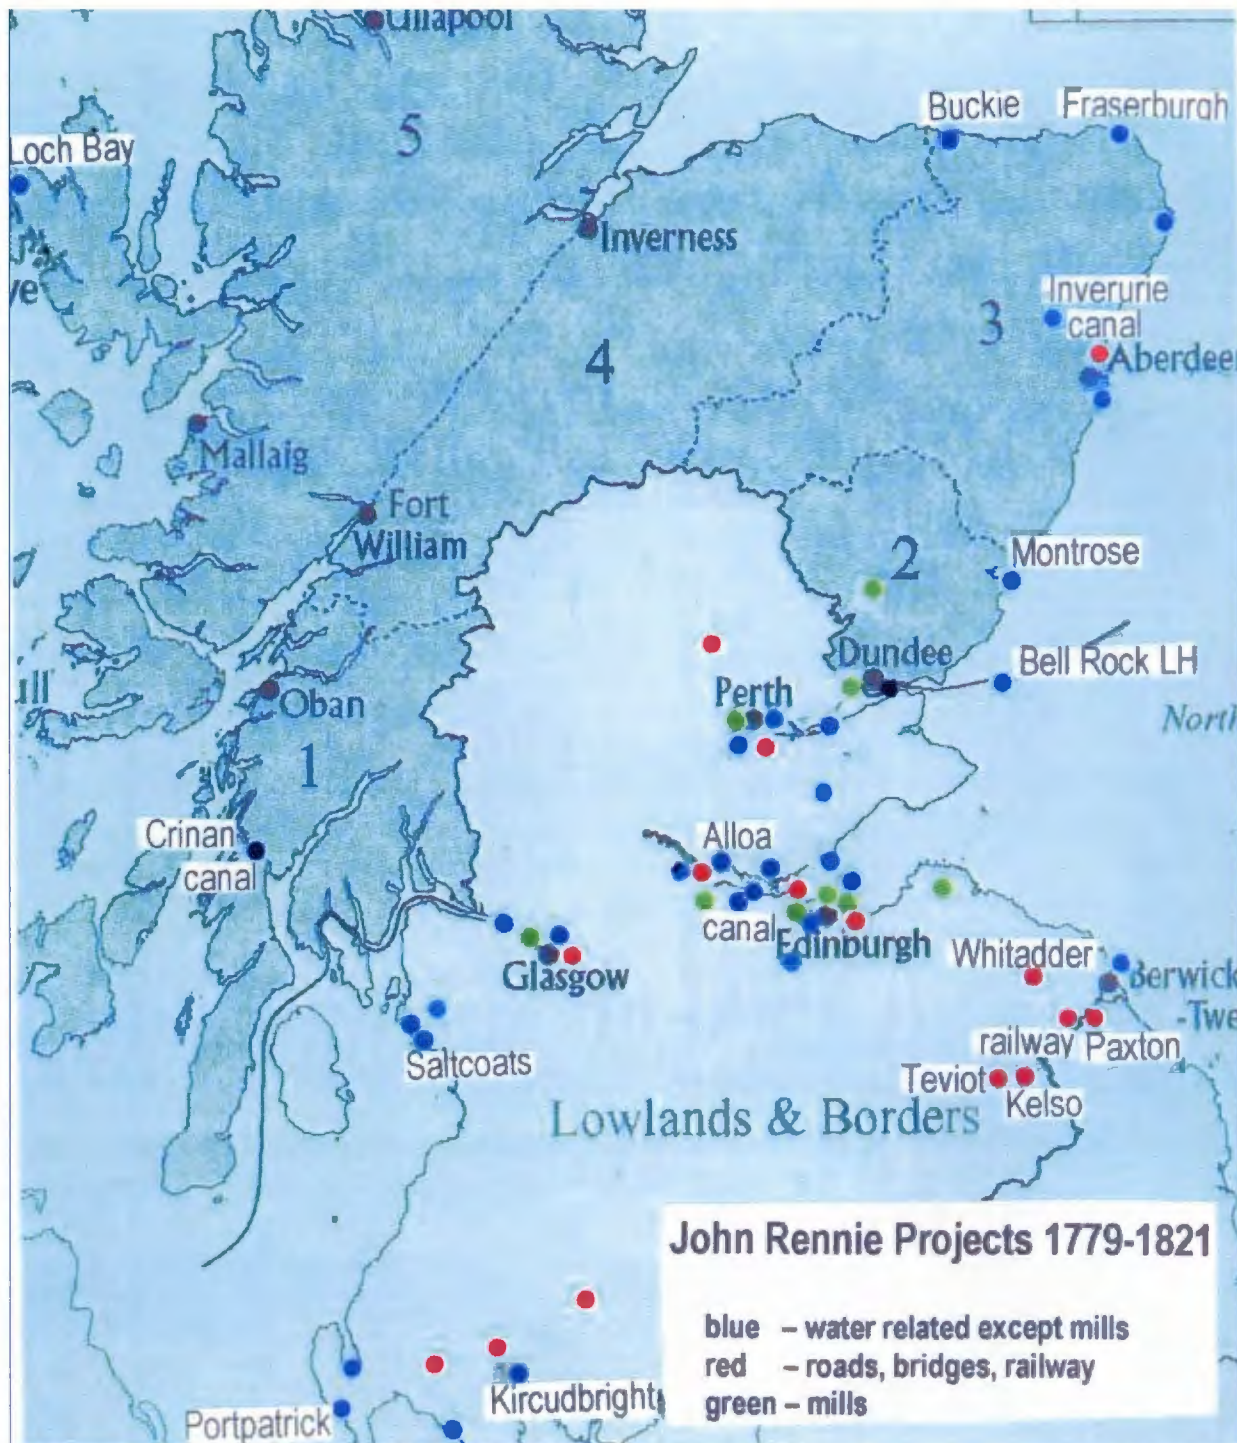 Ullapool
5
Buckie
Fraserburgh
Loch Bay
ye
Inverness
Inverurie
canal
3
4
Aberdeen
Mallaig
Fort
William
2
Montrose
Dundee
Bell Rock LH
Perth
ull
Oban
North
1
Crinan
canal
Alloa
canal
Edinburgh
Whitadder
Glasgow
Berwick
-Twe
railway
Paxton
Saltcoats
Teviot
Kelso
Lowlands & Borders
John Rennie Projects 1779-1821
blue – water related except mills
red – roads, bridges, railway
green – mills
Kircudbright
Portpatrick